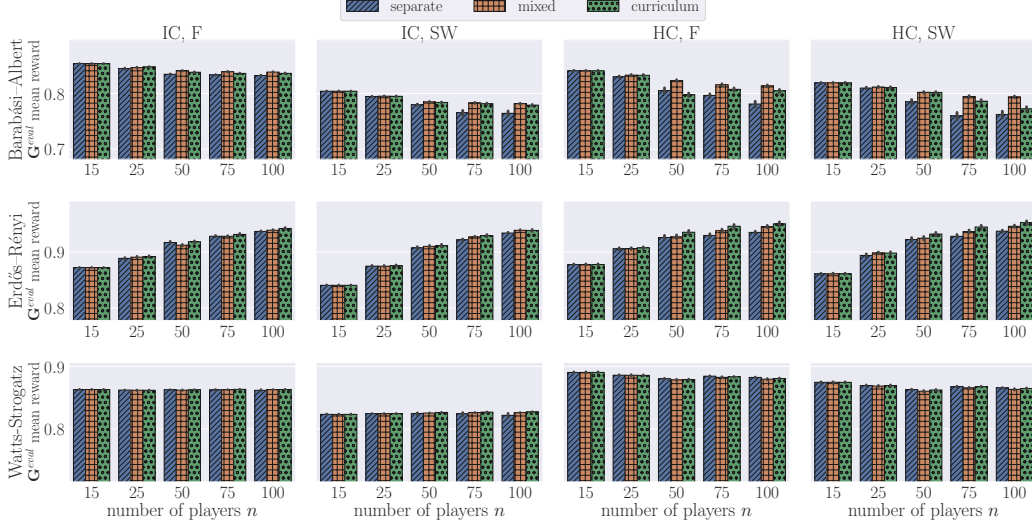 separate mixed curriculum
IC, F IC, SW HC, F HC, SW
Barabási–Albert
G^eval mean reward
0.8
0.7
15 25 50 75 100 15 25 50 75 100 15 25 50 75 100 15 25 50 75 100
Erdős–Rényi
G^eval mean reward
0.9
0.8
15 25 50 75 100 15 25 50 75 100 15 25 50 75 100 15 25 50 75 100
Watts-Strogatz
G^eval mean reward
0.9
0.8
15 25 50 75 100 15 25 50 75 100 15 25 50 75 100 15 25 50 75 100
number of players n number of players n number of players n number of players n